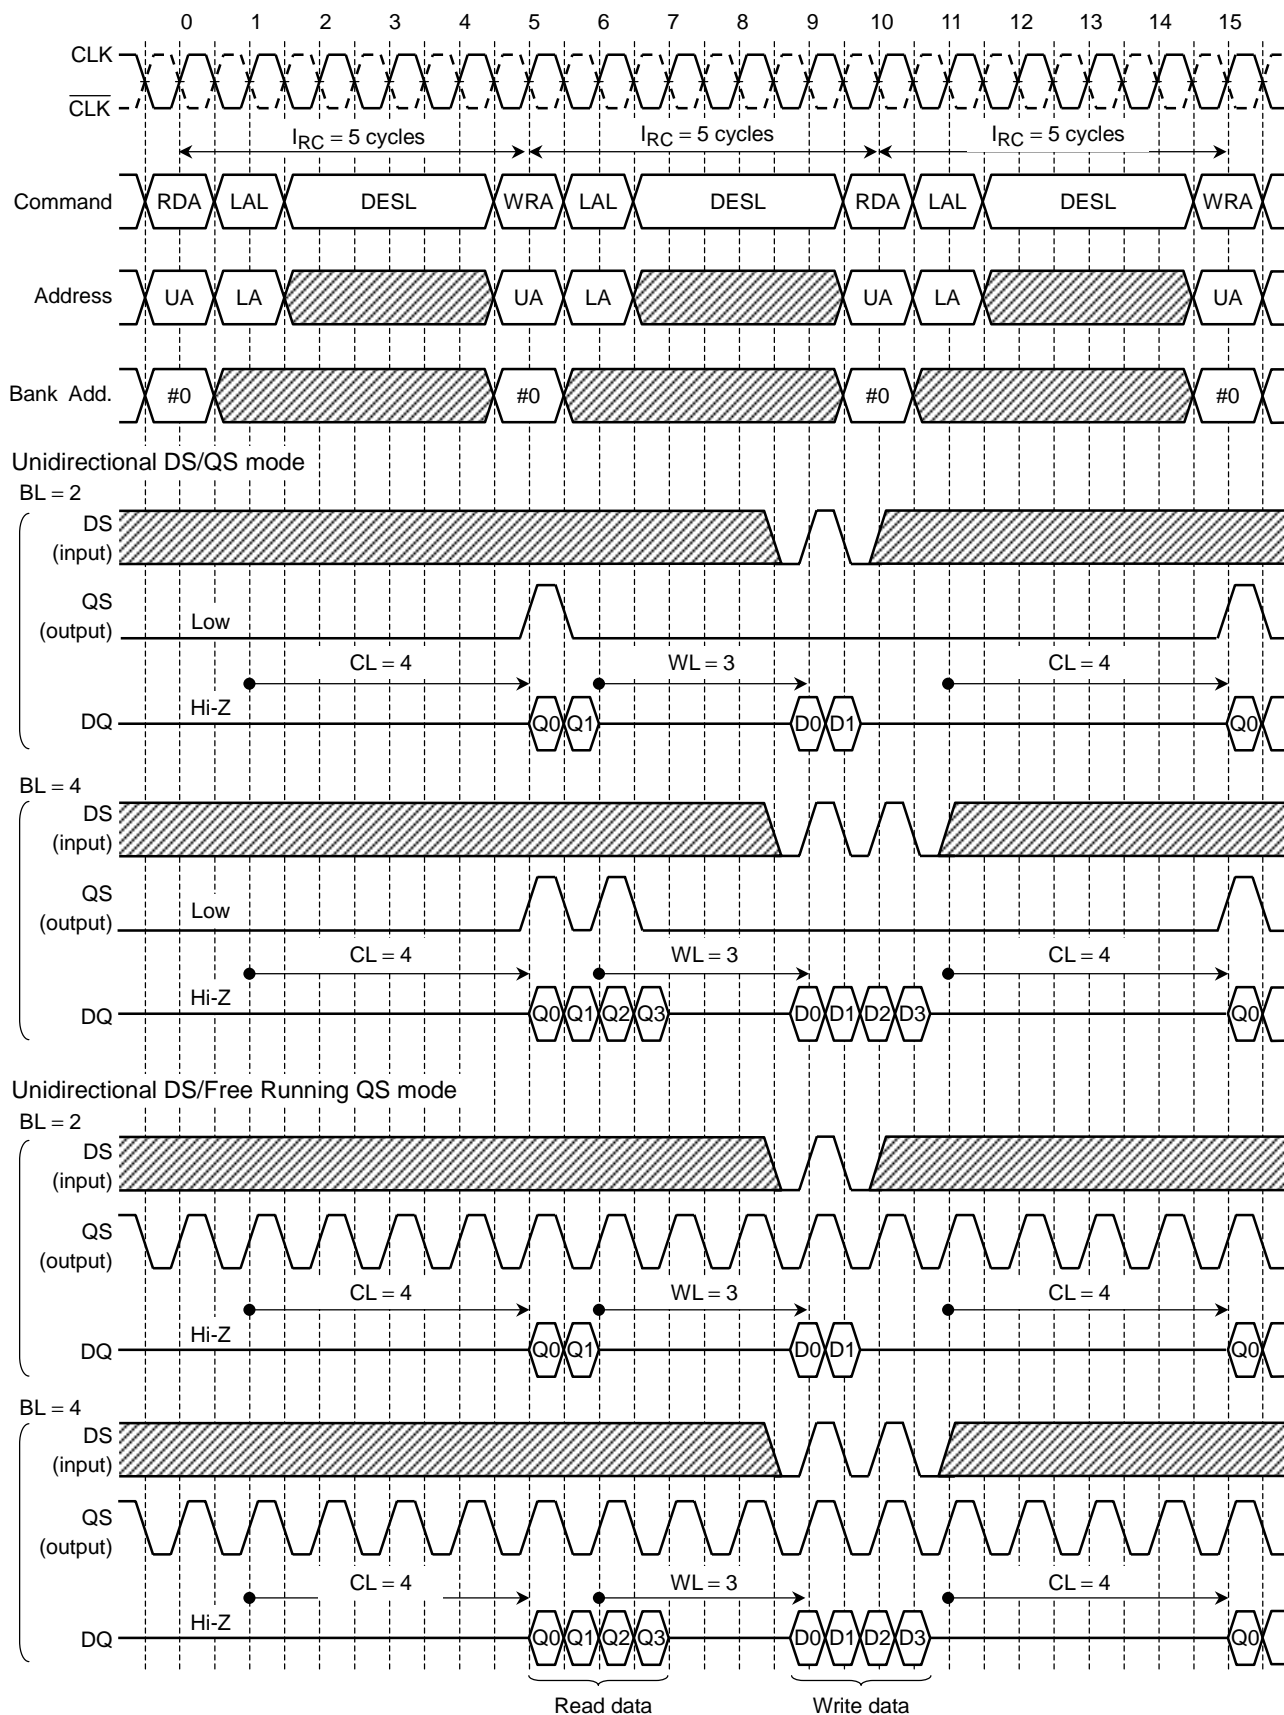 0 1 2 3 4 5 6 7 8 9 10 11 12 13 14 15
CLK
CLK
IRC = 5 cycles IRC = 5 cycles IRC = 5 cycles
Command RDA LAL DESL WRA LAL DESL RDA LAL DESL WRA
Address UA LA UA LA UA LA UA
Bank Add. #0 #0 #0 #0
Unidirectional DS/QS mode
BL = 2
DS
(input)
QS
(output) Low
CL = 4 WL = 3 CL = 4
Hi-Z
DQ Q0 Q1 D0 D1 Q0
BL = 4
DS
(input)
QS
(output) Low
CL = 4 WL = 3 CL = 4
Hi-Z
DQ Q0 Q1 Q2 Q3 D0 D1 D2 D3 Q0
Unidirectional DS/Free Running QS mode
BL = 2
DS
(input)
QS
(output)
CL = 4 WL = 3 CL = 4
Hi-Z
DQ Q0 Q1 D0 D1 Q0
BL = 4
DS
(input)
QS
(output)
CL = 4 WL = 3 CL = 4
Hi-Z
DQ Q0 Q1 Q2 Q3 D0 D1 D2 D3 Q0
Read data Write data